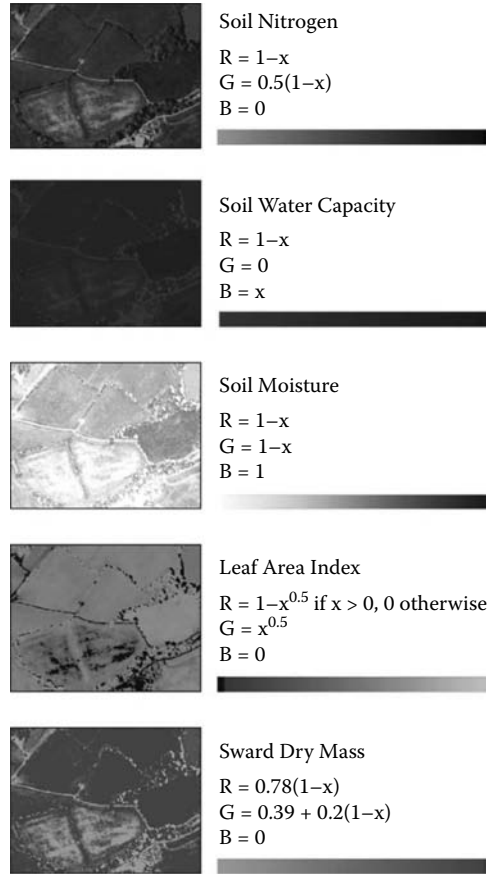 Soil Nitrogen
R = 1–x
G = 0.5(1–x)
B = 0
Soil Water Capacity
R = 1–x
G = 0
B = x
Soil Moisture
R = 1–x
G = 1–x
B = 1
Leaf Area Index
R = 1–x^0.5 if x > 0, 0 otherwise
G = x^0.5
B = 0
Sward Dry Mass
R = 0.78(1–x)
G = 0.39 + 0.2(1–x)
B = 0